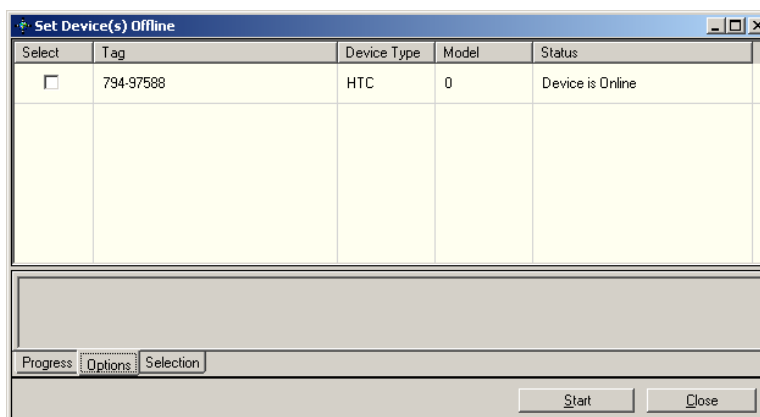 Set Device(s) Offline
Select Tag Device Type Model Status
794-97588 HTC 0 Device is Online
Progress Options Selection
Start Close